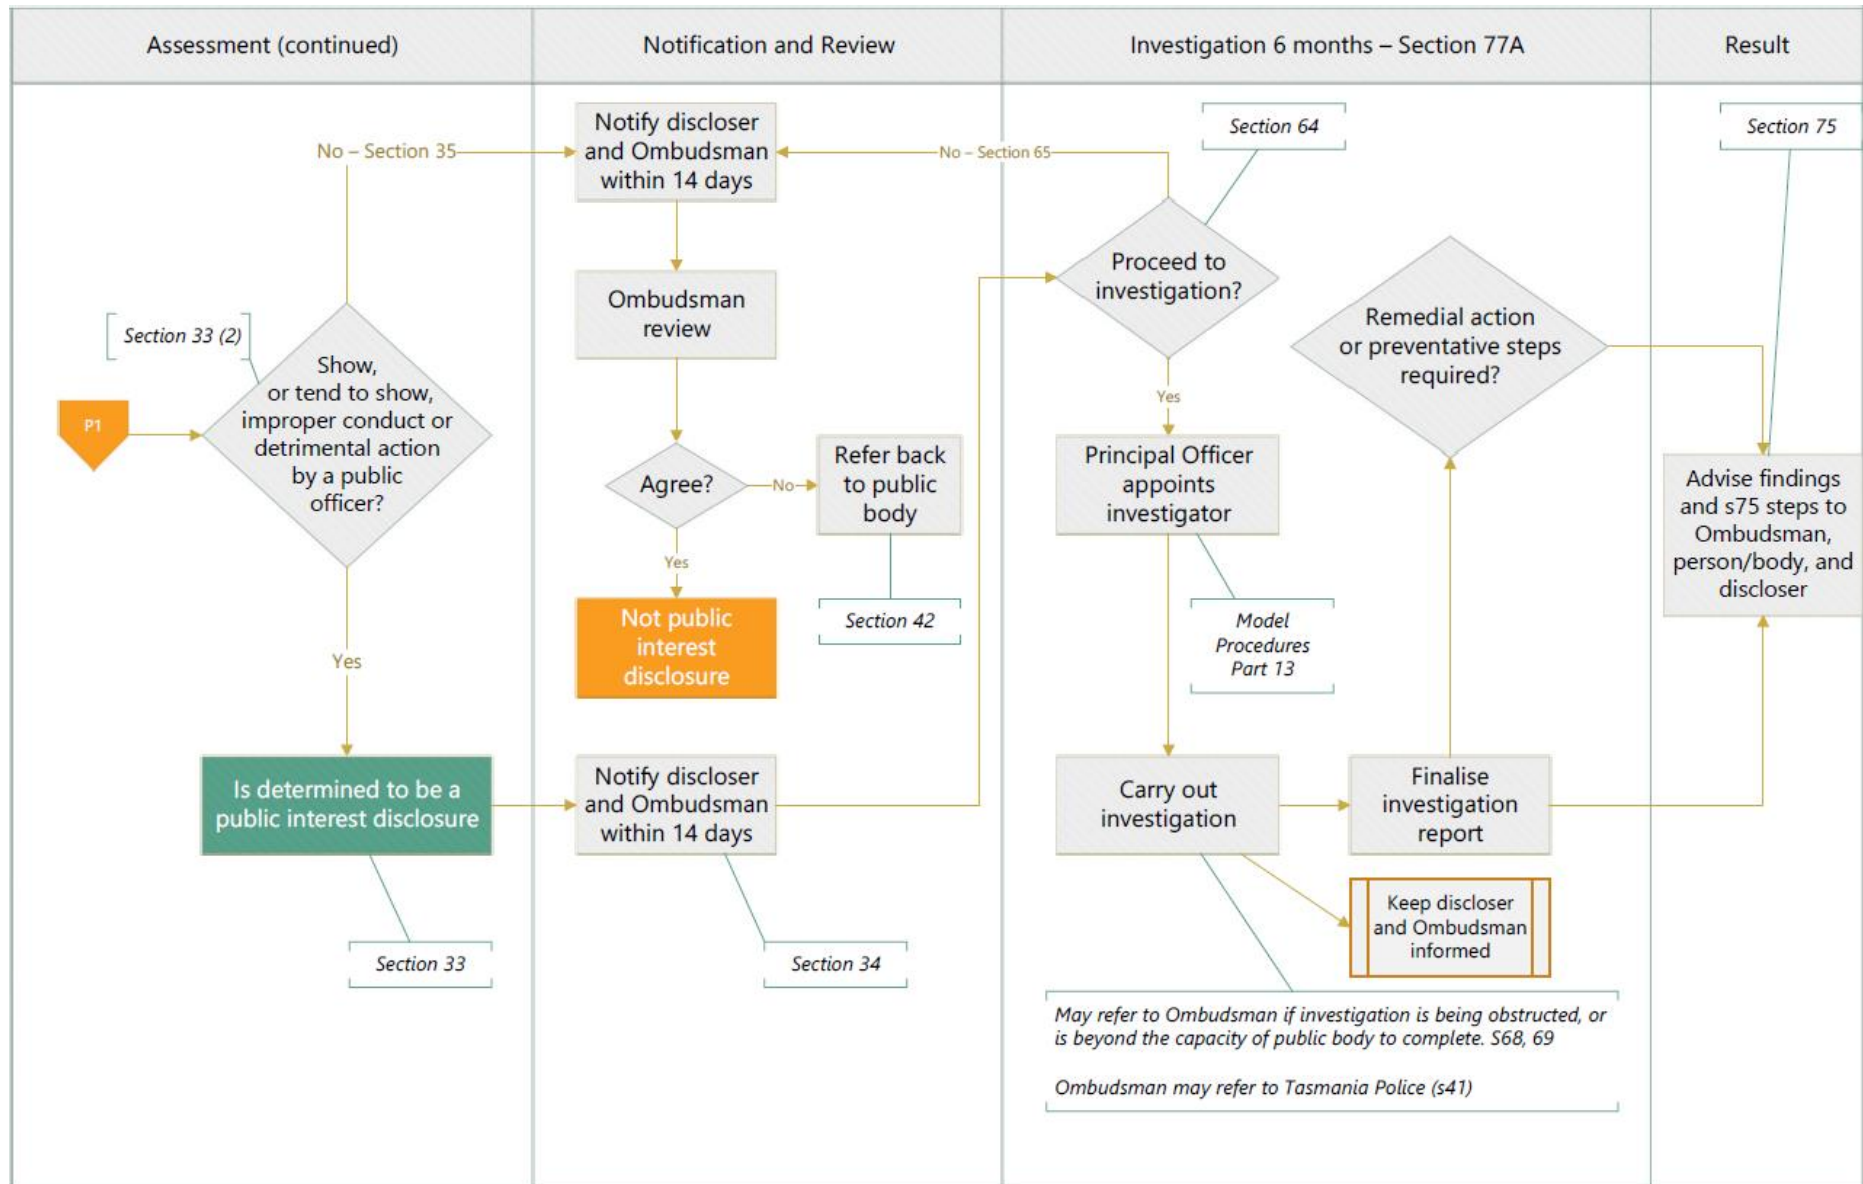 Assessment (continued)
Notification and Review
Investigation 6 months – Section 77A
Result
No – Section 35
Section 33 (2)
P1
Show,
or tend to show,
improper conduct or
detrimental action
by a public
officer?
Yes
Is determined to be a
public interest disclosure
Section 33
Notify discloser
and Ombudsman
within 14 days
Ombudsman
review
Agree?
No
Refer back
to public
body
Section 42
Yes
Not public
interest
disclosure
Notify discloser
and Ombudsman
within 14 days
Section 34
No – Section 65
Section 64
Proceed to
investigation?
Yes
Principal Officer
appoints
investigator
Model
Procedures
Part 13
Carry out
investigation
Finalise
investigation
report
Keep discloser
and Ombudsman
informed
May refer to Ombudsman if investigation is being obstructed, or
is beyond the capacity of public body to complete. S68, 69
Ombudsman may refer to Tasmania Police (s41)
Remedial action
or preventative steps
required?
Section 75
Advise findings
and s75 steps to
Ombudsman,
person/body, and
discloser